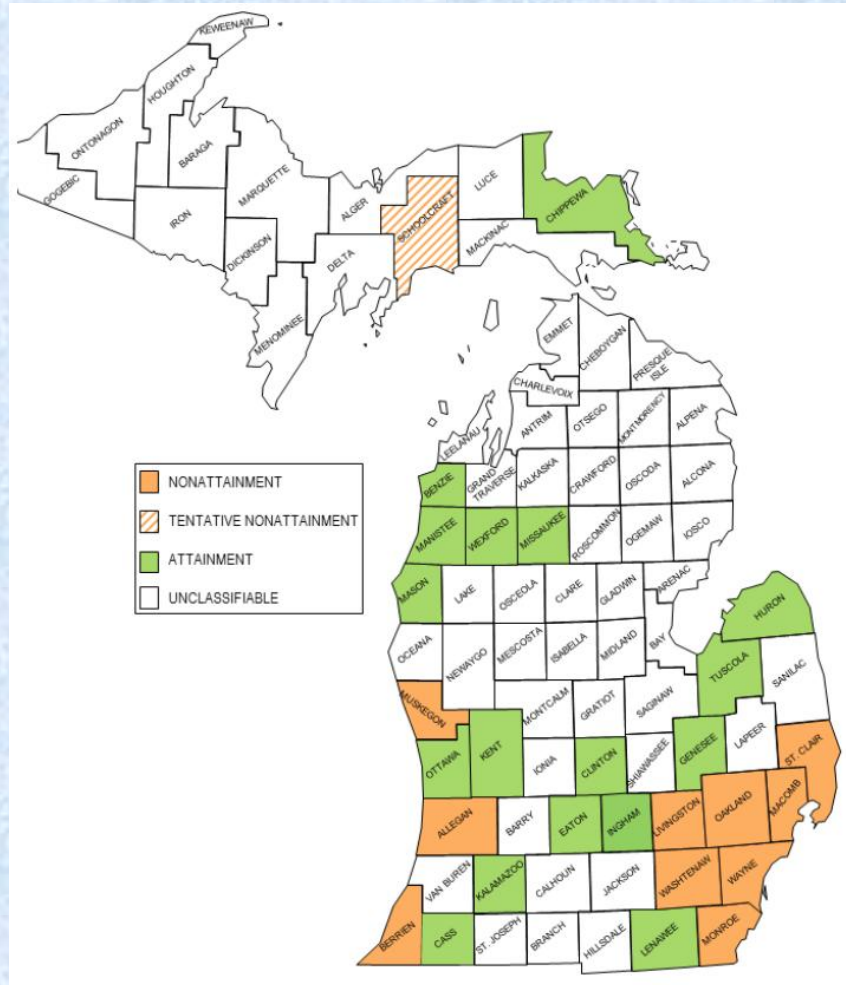 KEWEENAW
HOUGHTON
ONTONAGON
BARAGA
GOGEBIC
MARQUETTE
LUCE
ALGER
CHIPPEWA
SCHOOLCRAFT
IRON
MACKINAC
DICKINSON
DELTA
MENOMINEE
EMMET
CHEBOYGAN
PRESQUE
ISLE
CHARLEVOIX
LEELANAU
ANTRIM
OTSEGO
MONTMORENCY
ALPENA
NONATTAINMENT
TENTATIVE NONATTAINMENT
ATTAINMENT
UNCLASSIFIABLE
BENZIE
GRAND
TRAVERSE
KALKASKA
CRAWFORD
OSCODA
ALCONA
MANISTEE
WEXFORD
MISSAUKEE
ROSCOMMON
OGEMAW
IOSCO
MASON
LAKE
OSCEOLA
CLARE
GLADWIN
ARENAC
HURON
OCEANA
NEWAYGO
MESCOSTA
ISABELLA
MIDLAND
BAY
TUSCOLA
SANILAC
MUSKEGON
MONTCALM
GRATIOT
SAGINAW
OTTAWA
KENT
IONIA
CLINTON
SHIAWASSEE
GENESEE
LAPEER
ST. CLAIR
ALLEGAN
BARRY
EATON
INGHAM
LIVINGSTON
OAKLAND
MACOMB
VAN BUREN
KALAMAZOO
CALHOUN
JACKSON
WASHTENAW
WAYNE
BERRIEN
CASS
ST. JOSEPH
BRANCH
HILLSDALE
LENAWEE
MONROE